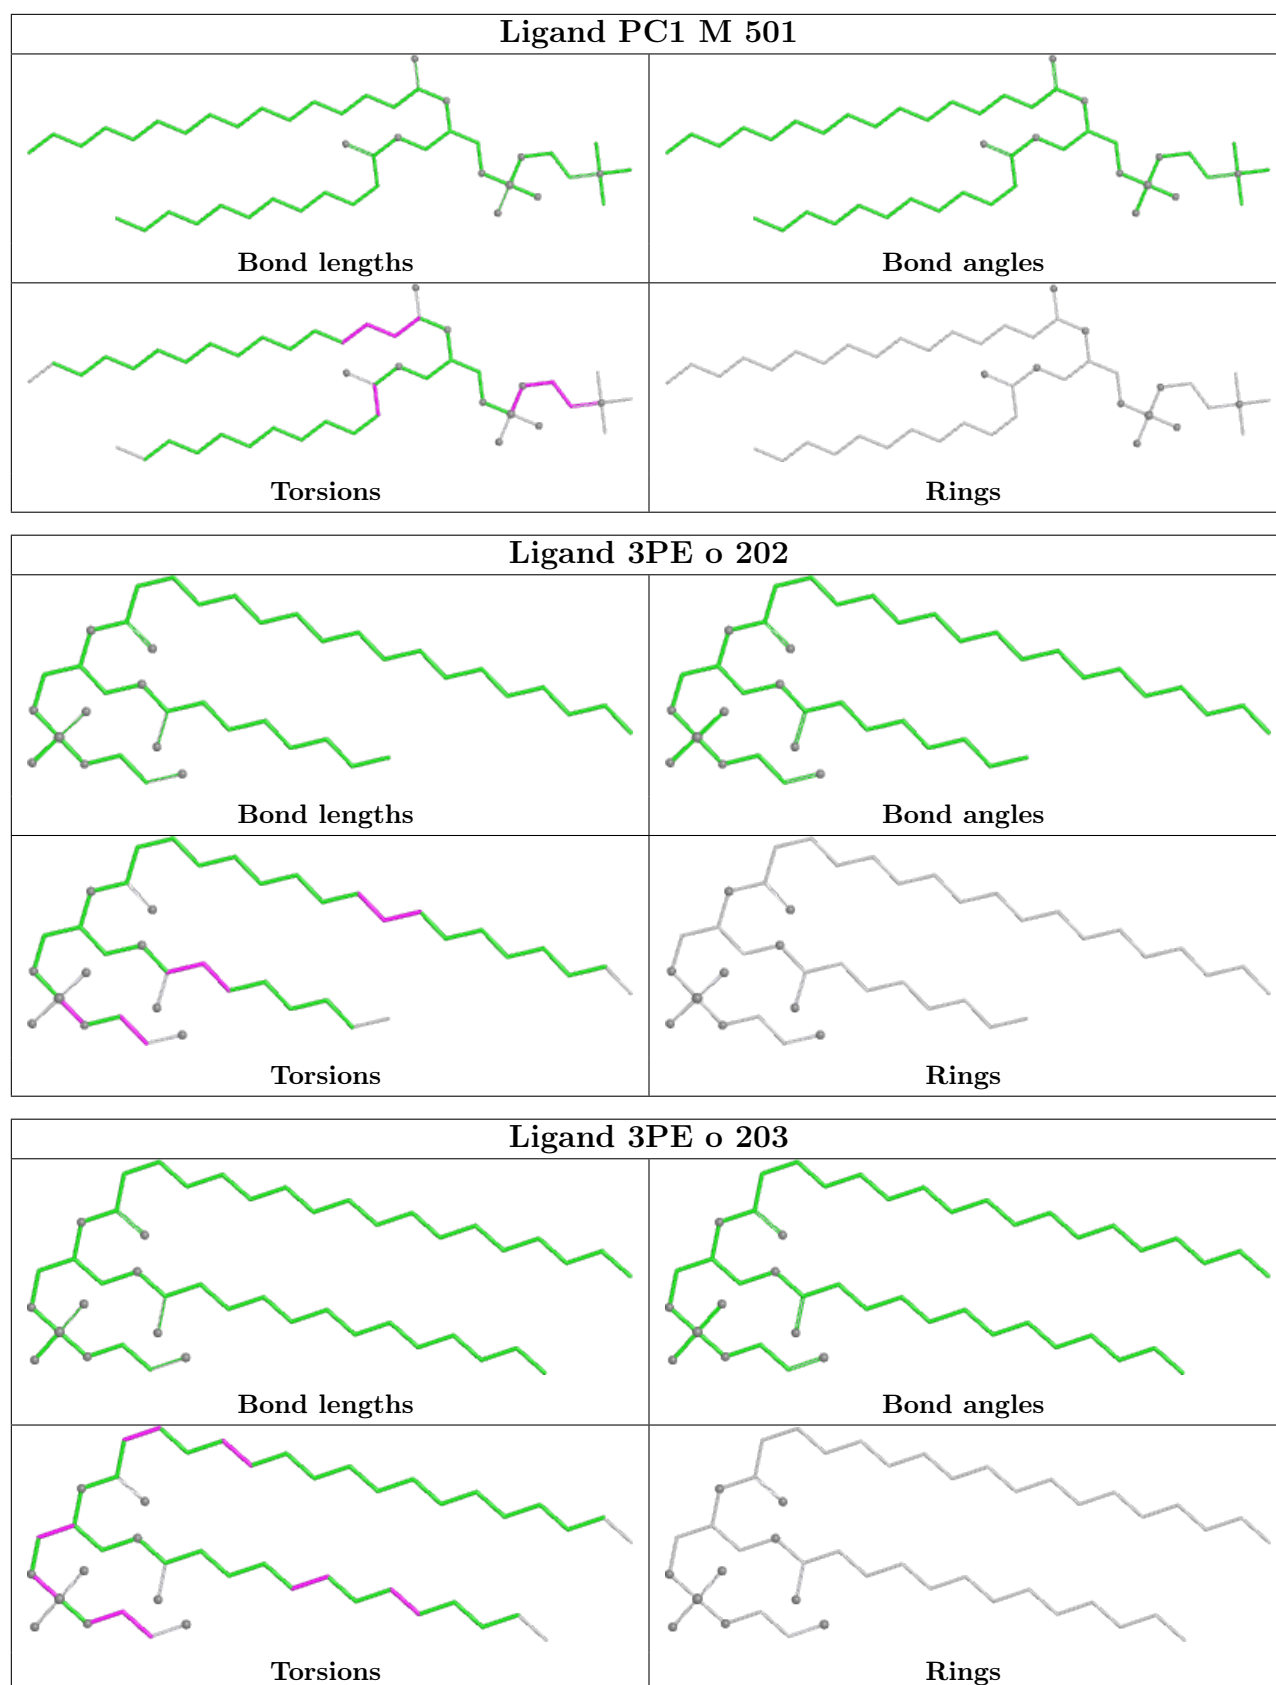 Ligand PC1 M 501
Bond lengths
Bond angles
Torsions
Rings
Ligand 3PE o 202
Bond lengths
Bond angles
Torsions
Rings
Ligand 3PE o 203
Bond lengths
Bond angles
Torsions
Rings